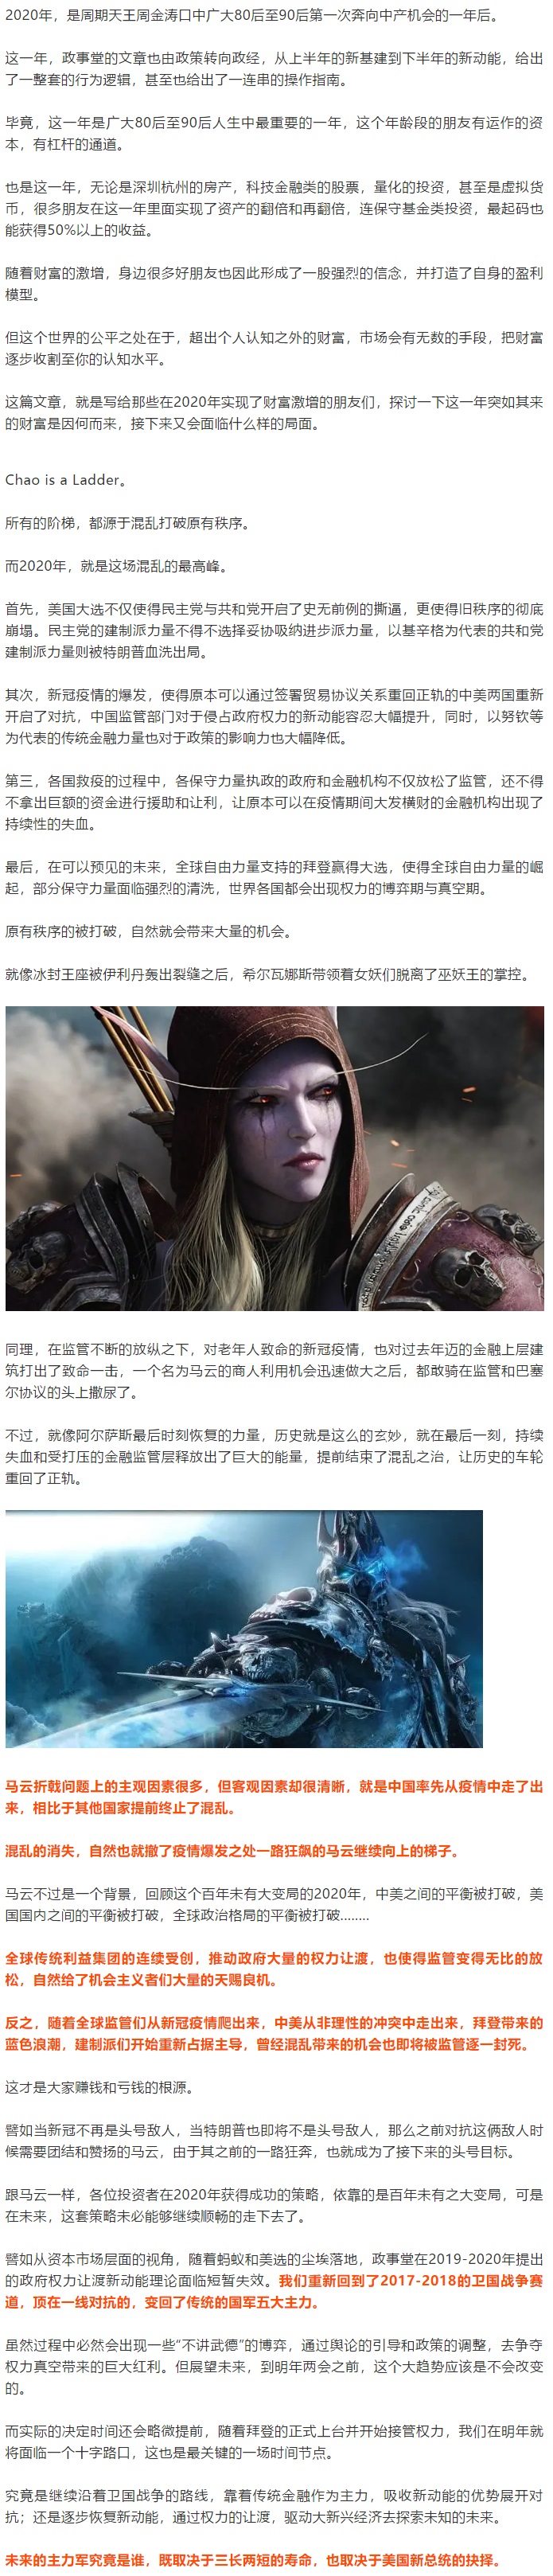 2020年，是周期天王周金涛口中广大80后至90后第一次奔向中产机会的一年后。
这一年，政事堂的文章也由政策转向政经，从上半年的新基建到下半年的新动能，给出
了一整套的行为逻辑，甚至也给出了一连串的操作指南。
毕竟，这一年是广大80后至90后人生中最重要的一年，这个年龄段的朋友有运作的资
本，有杠杆的通道。
也是这一年，无论是深圳杭州的房产，科技金融类的股票，量化的投资，甚至是虚拟货
币，很多朋友在这一年里面实现了资产的翻倍和再翻倍，连保守基金类投资，最起码也
能获得50%以上的收益。
随着财富的激增，身边很多好朋友也因此形成了一股强烈的信念，并打造了自身的盈利
模型。
但这个世界的公平之处在于，超出个人认知之外的财富，市场会有无数的手段，把财富
逐步收割至你的认知水平。
这篇文章，就是写给那些在2020年实现了财富激增的朋友们，探讨一下这一年突如其来
的财富是因何而来，接下来又会面临什么样的局面。
Chao is a Ladder。
所有的阶梯，都源于混乱打破原有秩序。
而2020年，就是这场混乱的最高峰。
首先，美国大选不仅使得民主党与共和党开启了史无前例的撕逼，更使得旧秩序的彻底
崩塌。民主党的建制派力量不得不选择妥协吸纳进步派力量，以基辛格为代表的共和党
建制派力量则被特朗普血洗出局。
其次，新冠疫情的爆发，使得原本可以通过签署贸易协议关系重回正轨的中美两国重新
开启了对抗，中国监管部门对于侵占政府权力的新动能容忍大幅提升，同时，以努钦等
为代表的传统金融力量也对于政策的影响力也大幅降低。
第三，各国救疫的过程中，各保守力量执政的政府和金融机构不仅放松了监管，还不得
不拿出巨额的资金进行援助和让利，让原本可以在疫情期间大发横财的金融机构出现了
持续性的失血。
最后，在可以预见的未来，全球自由力量支持的拜登赢得大选，使得全球自由力量的崛
起，部分保守力量面临强烈的清洗，世界各国都会出现权力的博弈期与真空期。
原有秩序的被打破，自然就会带来大量的机会。
就像冰封王座被伊利丹轰出裂缝之后，希尔瓦娜斯带领着女妖们脱离了巫妖王的掌控。
同理，在监管不断的放纵之下，对老年人致命的新冠疫情，也对过去年迈的金融上层建
筑打出了致命一击，一个名为马云的商人利用机会迅速做大之后，都敢骑在监管和巴塞
尔协议的头上撒尿了。
不过，就像阿尔萨斯最后时刻恢复的力量，历史就是这么的玄妙，就在最后一刻，持续
失血和受打压的金融监管层释放出了巨大的能量，提前结束了混乱之治，让历史的车轮
重回了正轨。
马云折戟问题上的主观因素很多，但客观因素却很清晰，就是中国率先从疫情中走了出
来，相比于其他国家提前终止了混乱。
混乱的消失，自然也就撤了疫情爆发之处一路狂飙的马云继续向上的梯子。
马云不过是一个背景，回顾这个百年未有大变局的2020年，中美之间的平衡被打破，美
国国内之间的平衡被打破，全球政治格局的平衡被打破........
全球传统利益集团的连续受创，推动政府大量的权力让渡，也使得监管变得无比的放
松，自然给了机会主义者们大量的天赐良机。
反之，随着全球监管们从新冠疫情爬出来，中美从非理性的冲突中走出来，拜登带来的
蓝色浪潮，建制派们开始重新占据主导，曾经混乱带来的机会也即将被监管逐一封死。
这才是大家赚钱和亏钱的根源。
譬如当新冠不再是头号敌人，当特朗普也即将不是头号敌人，那么之前对抗这俩敌人时
候需要团结和赞扬的马云，由于其之前的一路狂奔，也就成为了接下来的头号目标。
跟马云一样，各位投资者在2020年获得成功的策略，依靠的是百年未有之大变局，可是
在未来，这套策略未必能够继续顺畅的走下去了。
譬如从资本市场层面的视角，随着蚂蚁和美选的尘埃落地，政事堂在2019-2020年提出
的政府权力让渡新动能理论面临短暂失效。我们重新回到了2017-2018的卫国战争赛
道，顶在一线对抗的，变回了传统的国军五大主力。
虽然过程中必然会出现一些“不讲武德”的博弈，通过舆论的引导和政策的调整，去争夺
权力真空带来的巨大红利。但展望未来，到明年两会之前，这个大趋势应该是不会改变
的。
而实际的决定时间还会略微提前，随着拜登的正式上台并开始接管权力，我们在明年就
将面临一个十字路口，这也是最关键的一场时间节点。
究竟是继续沿着卫国战争的路线，靠着传统金融作为主力，吸收新动能的优势展开对
抗；还是逐步恢复新动能，通过权力的让渡，驱动大新兴经济去探索未知的未来。
未来的主力军究竟是谁，既取决于三长两短的寿命，也取决于美国新总统的抉择。